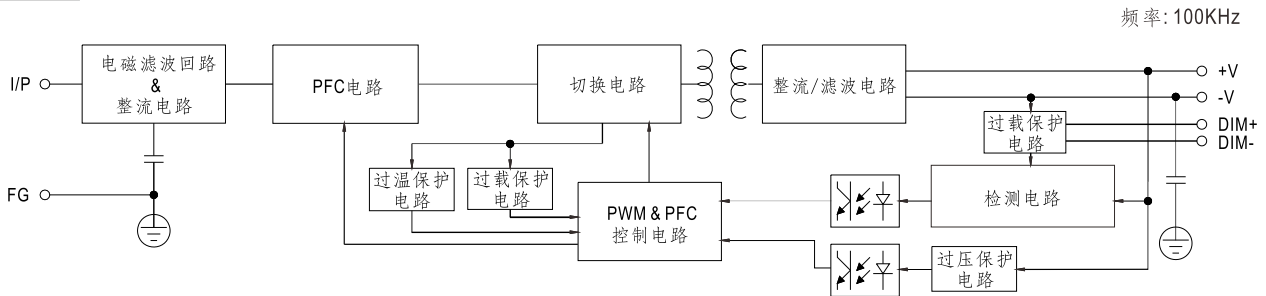 频率: 100KHz
I/P
电磁滤波回路
&
整流电路
PFC电路
切换电路
整流/滤波电路
+V
-V
过载保护
电路
DIM+
DIM-
FG
过温保护
电路
过载保护
电路
PWM & PFC
控制电路
检测电路
过压保护
电路